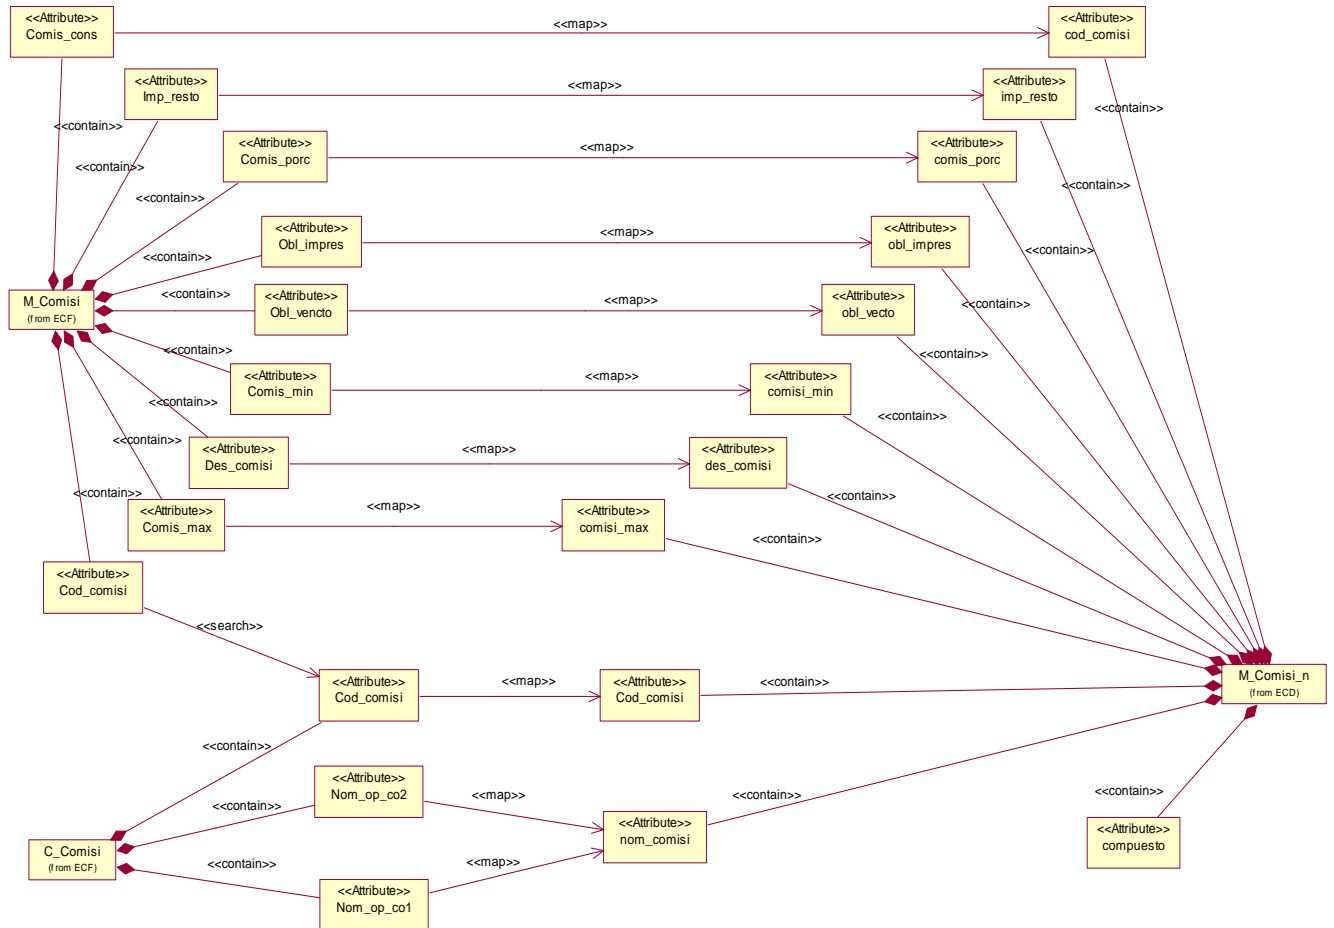 <<Attribute>>
Comis_cons
<<map>>
<<Attribute>>
cod_comisi
<<Attribute>>
Imp_resto
<<map>>
<<Attribute>>
imp_resto
<<contain>>
<<contain>>
<<Attribute>>
Comis_porc
<<map>>
<<Attribute>>
comis_porc
<<contain>>
<<contain>>
<<contain>>
<<Attribute>>
Obl_impres
<<map>>
<<Attribute>>
obl_impres
<<contain>>
<<contain>>
M_Comisi
(from ECF)
<<contain>>
<<Attribute>>
Obl_vencto
<<map>>
<<Attribute>>
obl_vecto
<<contain>>
<<contain>>
<<Attribute>>
Comis_min
<<map>>
<<Attribute>>
comisi_min
<<contain>>
<<contain>>
<<contain>>
<<Attribute>>
Des_comisi
<<map>>
<<Attribute>>
des_comisi
<<contain>>
<<contain>>
<<Attribute>>
Comis_max
<<map>>
<<Attribute>>
comisi_max
<<contain>>
<<Attribute>>
Cod_comisi
<<search>>
<<Attribute>>
Cod_comisi
<<map>>
<<Attribute>>
Cod_comisi
<<contain>>
M_Comisi_n
(from ECD)
<<contain>>
<<Attribute>>
Nom_op_co2
<<map>>
<<contain>>
<<contain>>
<<contain>>
<<Attribute>>
nom_comisi
<<Attribute>>
compuesto
C_Comisi
(from ECF)
<<contain>>
<<map>>
<<Attribute>>
Nom_op_co1